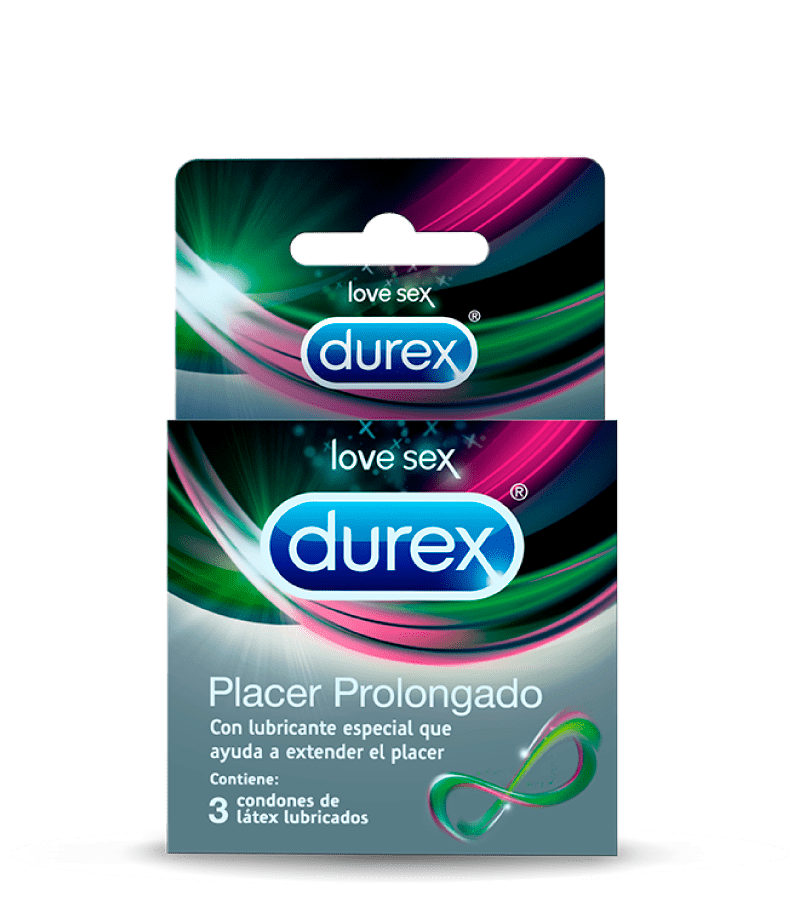 love sex
durex®
love sex
durex®
Placer Prolongado
Con lubricante especial que
ayuda a extender el placer
Contiene:
3 condones de
látex lubricados